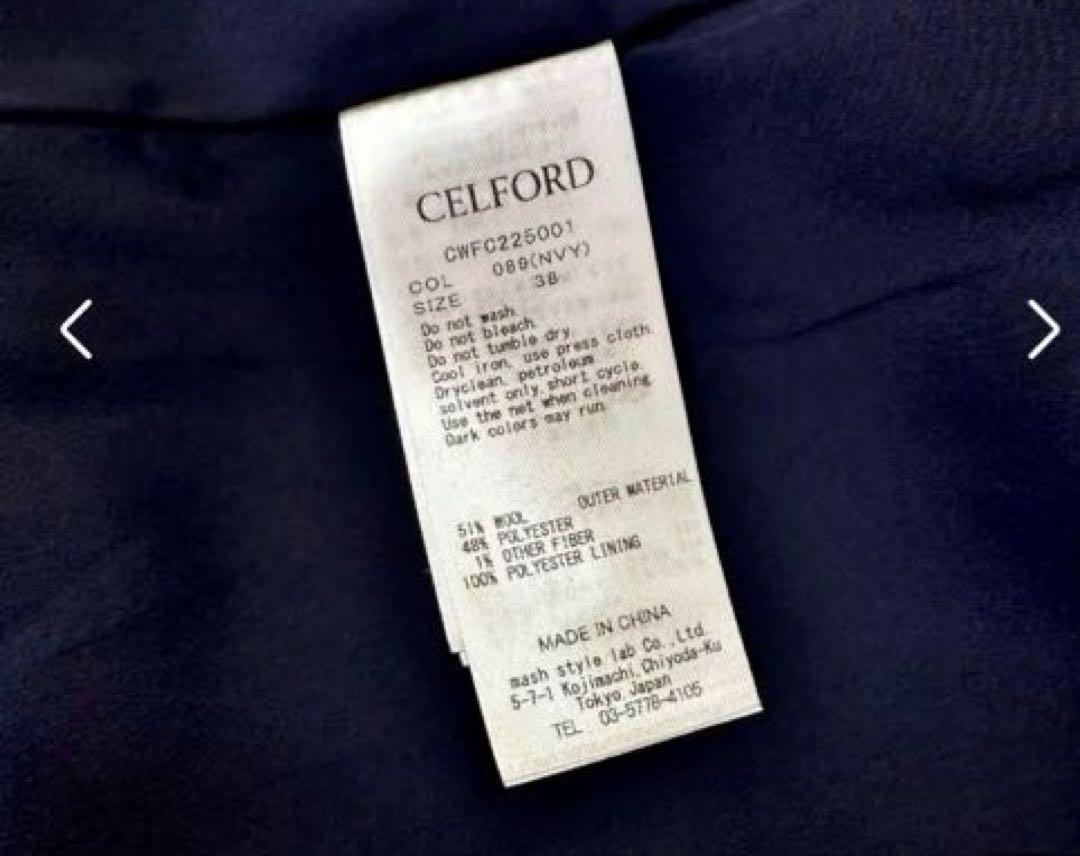 CELFORD
CWFC225001
COL 089(NVY)
SIZE 38
Do not wash.
Do not bleach.
Do not tumble dry.
Cool iron, use press cloth.
Dryclean, petroleum
solvent only, short cycle.
Use the net when cleaning.
Dark colors may run.
OUTER MATERIAL
51% WOOL
48% POLYESTER
1% OTHER FIBER
100% POLYESTER LINING
MADE IN CHINA
mash style lab Co.,Ltd.
5-7-1 Kojimachi,Chiyoda-Ku
Tokyo Japan
TEL 03-5778-4105